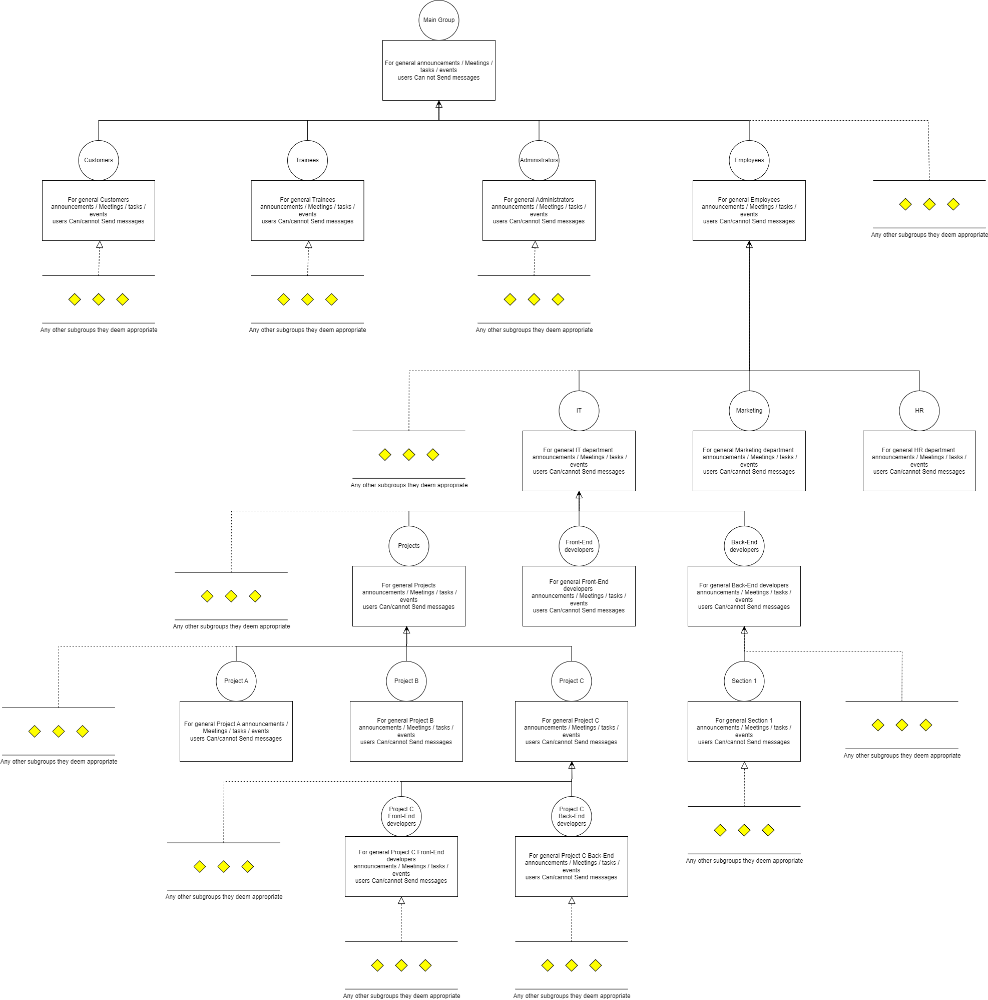 Main Group
For general announcements / Meetings /
tasks / events
users Can not Send messages
Customers
Trainees
Administrators
Employees
For general Customers
announcements / Meetings / tasks /
events
users Can/cannot Send messages
For general Trainees
announcements / Meetings / tasks /
events
users Can/cannot Send messages
For general Administrators
announcements / Meetings / tasks /
events
users Can/cannot Send messages
For general Employees
announcements / Meetings / tasks /
events
users Can/cannot Send messages
Any other subgroups they deem appropriate
Any other subgroups they deem appropriate
Any other subgroups they deem appropriate
Any other subgroups they deem appropriate
IT
Marketing
HR
For general IT department
announcements / Meetings / tasks /
events
users Can/cannot Send messages
For general Marketing department
announcements / Meetings / tasks /
events
users Can/cannot Send messages
For general HR department
announcements / Meetings / tasks /
events
users Can/cannot Send messages
Any other subgroups they deem appropriate
Projects
Front-End
developers
Back-End
developers
For general Projects
announcements / Meetings / tasks /
events
users Can/cannot Send messages
For general Front-End
developers
announcements / Meetings / tasks /
events
users Can/cannot Send messages
For general Back-End developers
announcements / Meetings / tasks /
events
users Can/cannot Send messages
Any other subgroups they deem appropriate
Project A
Project B
Project C
Section 1
For general Project A announcements /
Meetings / tasks / events
users Can/cannot Send messages
For general Project B
announcements / Meetings / tasks /
events
users Can/cannot Send messages
For general Project C
announcements / Meetings / tasks /
events
users Can/cannot Send messages
For general Section 1
announcements / Meetings / tasks /
events
users Can/cannot Send messages
Any other subgroups they deem appropriate
Any other subgroups they deem appropriate
Project C
Front-End
developers
Project C
Back-End
developers
For general Project C Front-End
developers
announcements / Meetings / tasks /
events
users Can/cannot Send messages
For general Project C Back-End
announcements / Meetings / tasks /
events
users Can/cannot Send messages
Any other subgroups they deem appropriate
Any other subgroups they deem appropriate
Any other subgroups they deem appropriate
Any other subgroups they deem appropriate